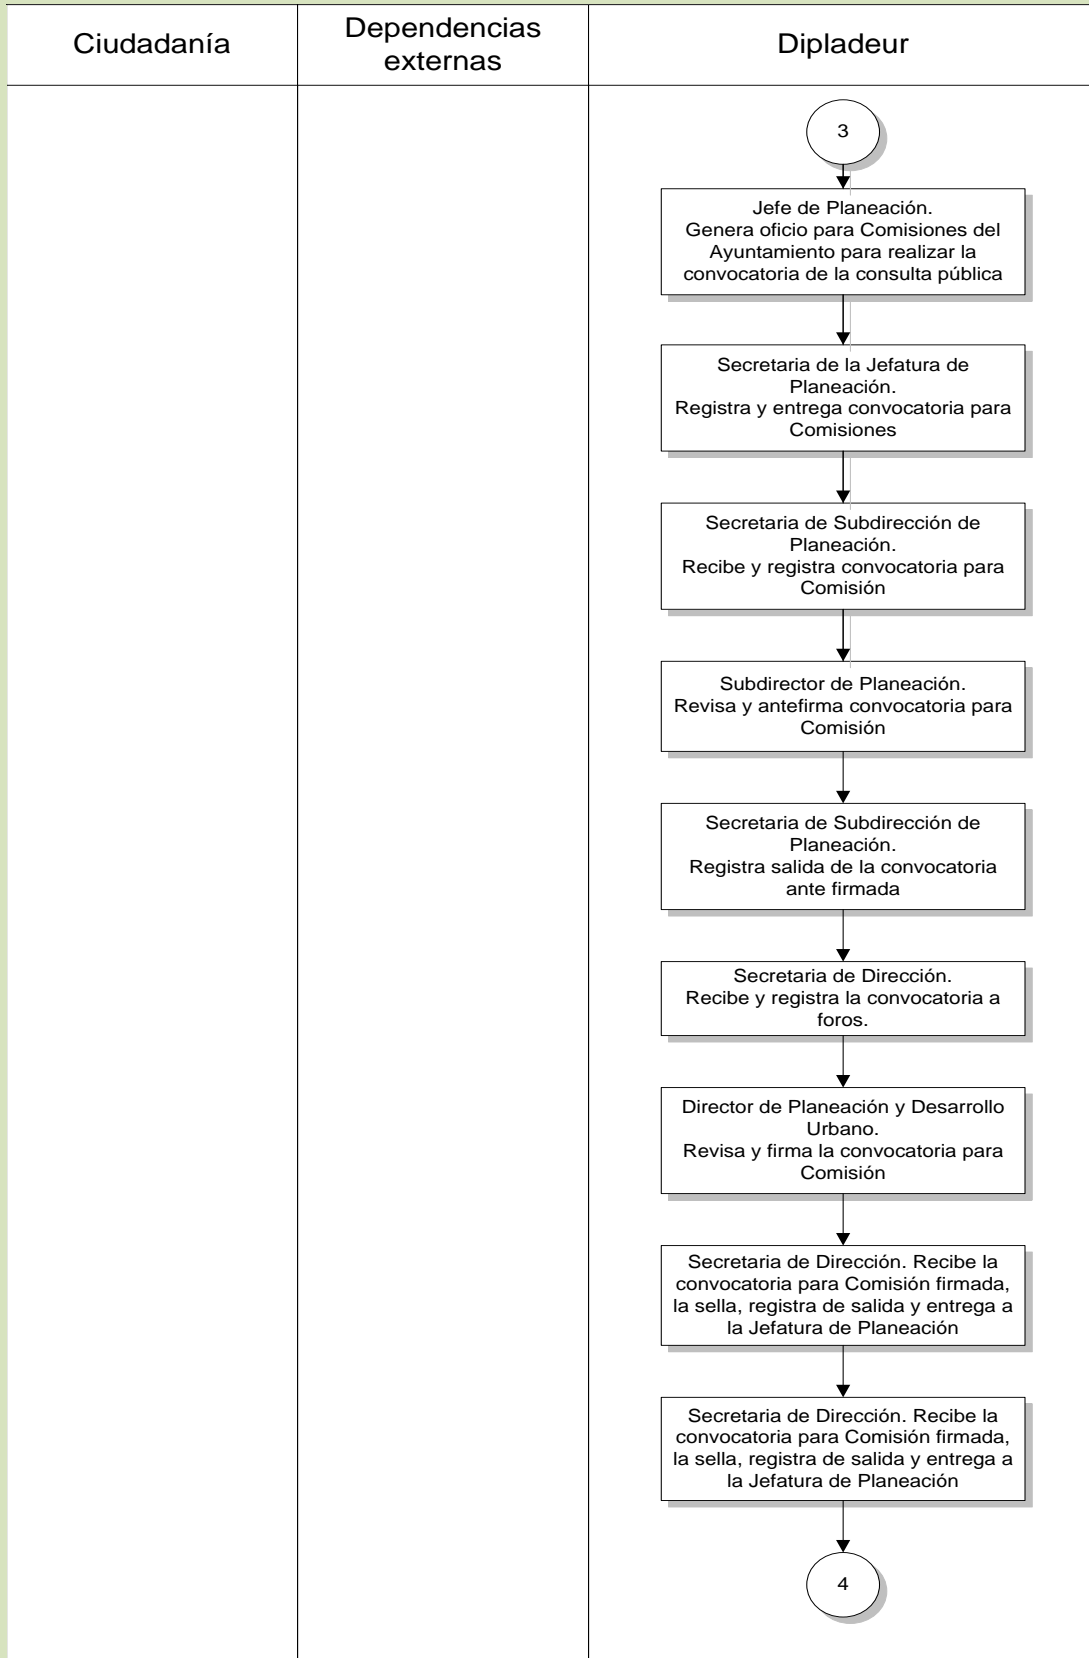 Ciudadanía
Dependencias
externas
Dipladeur
3
Jefe de Planeación.
Genera oficio para Comisiones del
Ayuntamiento para realizar la
convocatoria de la consulta pública
Secretaria de la Jefatura de
Planeación.
Registra y entrega convocatoria para
Comisiones
Secretaria de Subdirección de
Planeación.
Recibe y registra convocatoria para
Comisión
Subdirector de Planeación.
Revisa y antefirma convocatoria para
Comisión
Secretaria de Subdirección de
Planeación.
Registra salida de la convocatoria
ante firmada
Secretaria de Dirección.
Recibe y registra la convocatoria a
foros.
Director de Planeación y Desarrollo
Urbano.
Revisa y firma la convocatoria para
Comisión
Secretaria de Dirección. Recibe la
convocatoria para Comisión firmada,
la sella, registra de salida y entrega a
la Jefatura de Planeación
Secretaria de Dirección. Recibe la
convocatoria para Comisión firmada,
la sella, registra de salida y entrega a
la Jefatura de Planeación
4